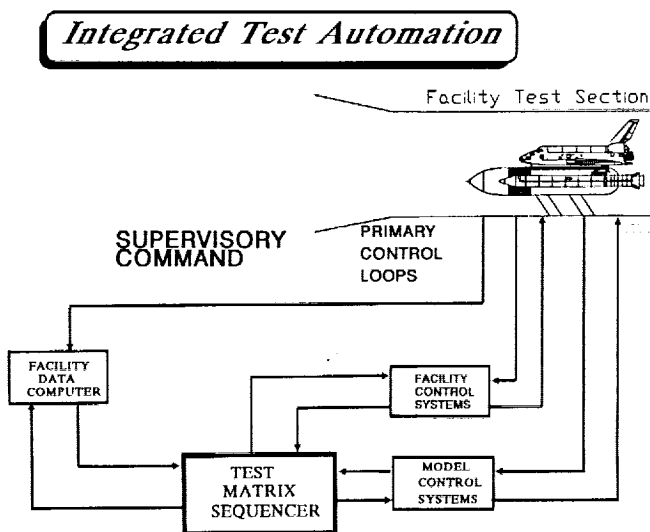 Integrated Test Automation
Facility Test Section
SUPERVISORY
COMMAND
PRIMARY
CONTROL
LOOPS
FACILITY
DATA
COMPUTER
FACILITY
CONTROL
SYSTEMS
TEST
MATRIX
SEQUENCER
MODEL
CONTROL
SYSTEMS